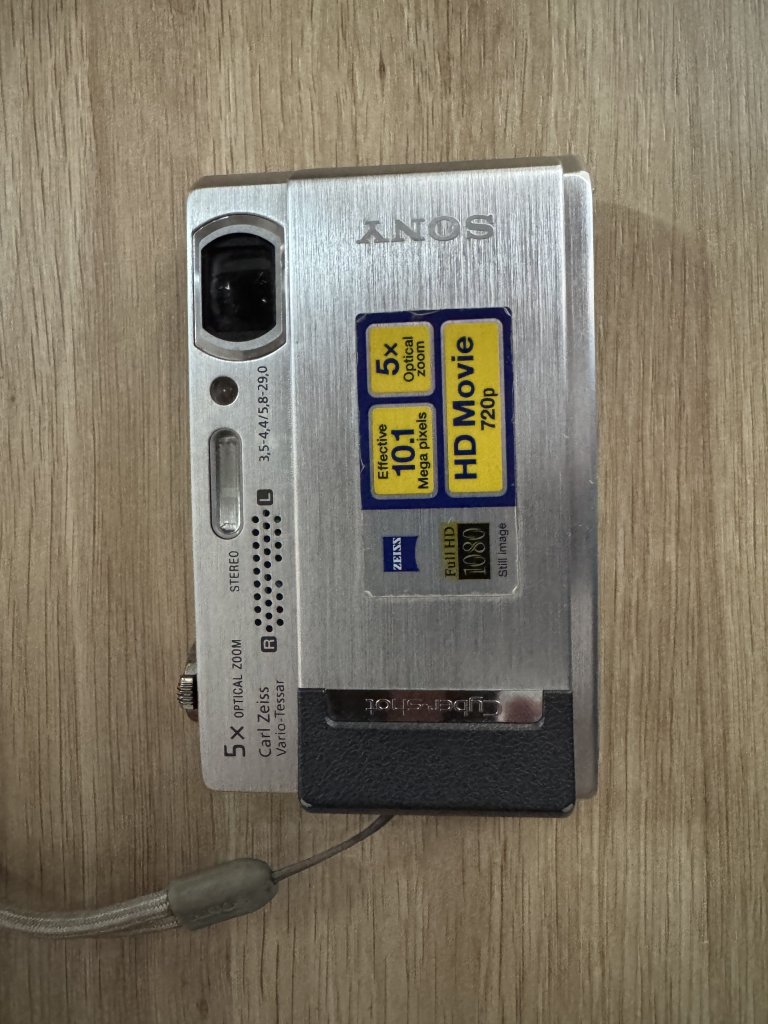 5x OPTICAL ZOOM
Carl Zeiss
Vario-Tessar
STEREO
R
L
3,5-4,4/5,8-29,0
Effective
10.1
Mega pixels
5x
Optical
zoom
HD Movie
720p
ZEISS
Full HD
1080
Still image
SONY
Cyber-shot